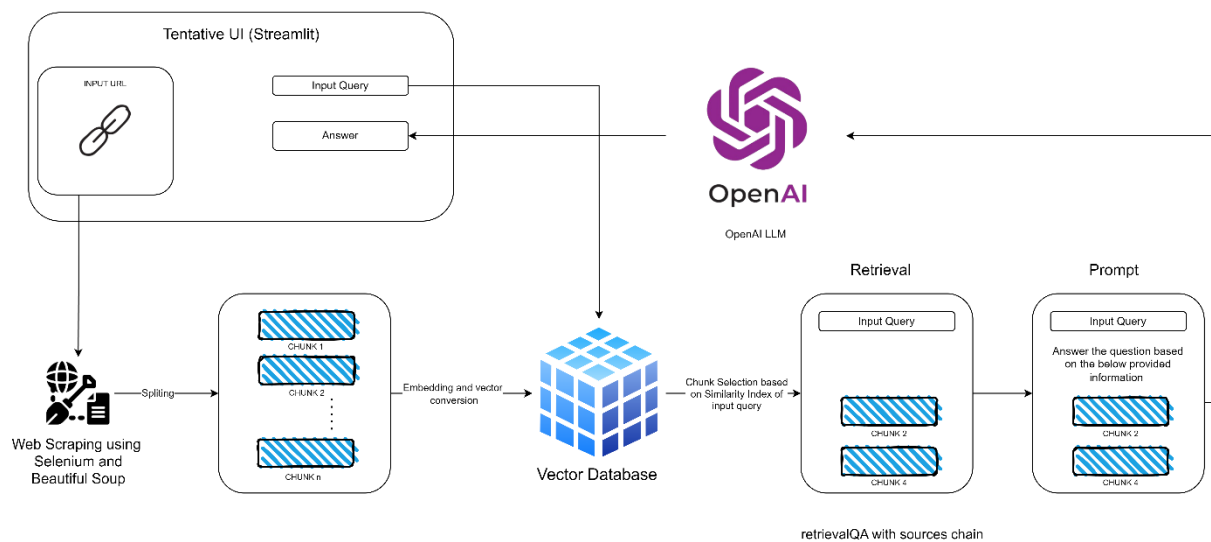 Tentative UI (Streamlit)
INPUT URL
Input Query
Answer
OpenAI
OpenAI LLM
Retrieval
Prompt
Input Query
Input Query
Answer the question based
on the below provided
information
CHUNK 1
CHUNK 2
CHUNK n
Spliting
Embedding and vector
conversion
Chunk Selection based
on Similarity Index of
input query
CHUNK 2
CHUNK 4
CHUNK 2
CHUNK 4
Web Scraping using
Selenium and
Beautiful Soup
Vector Database
retrievalQA with sources chain